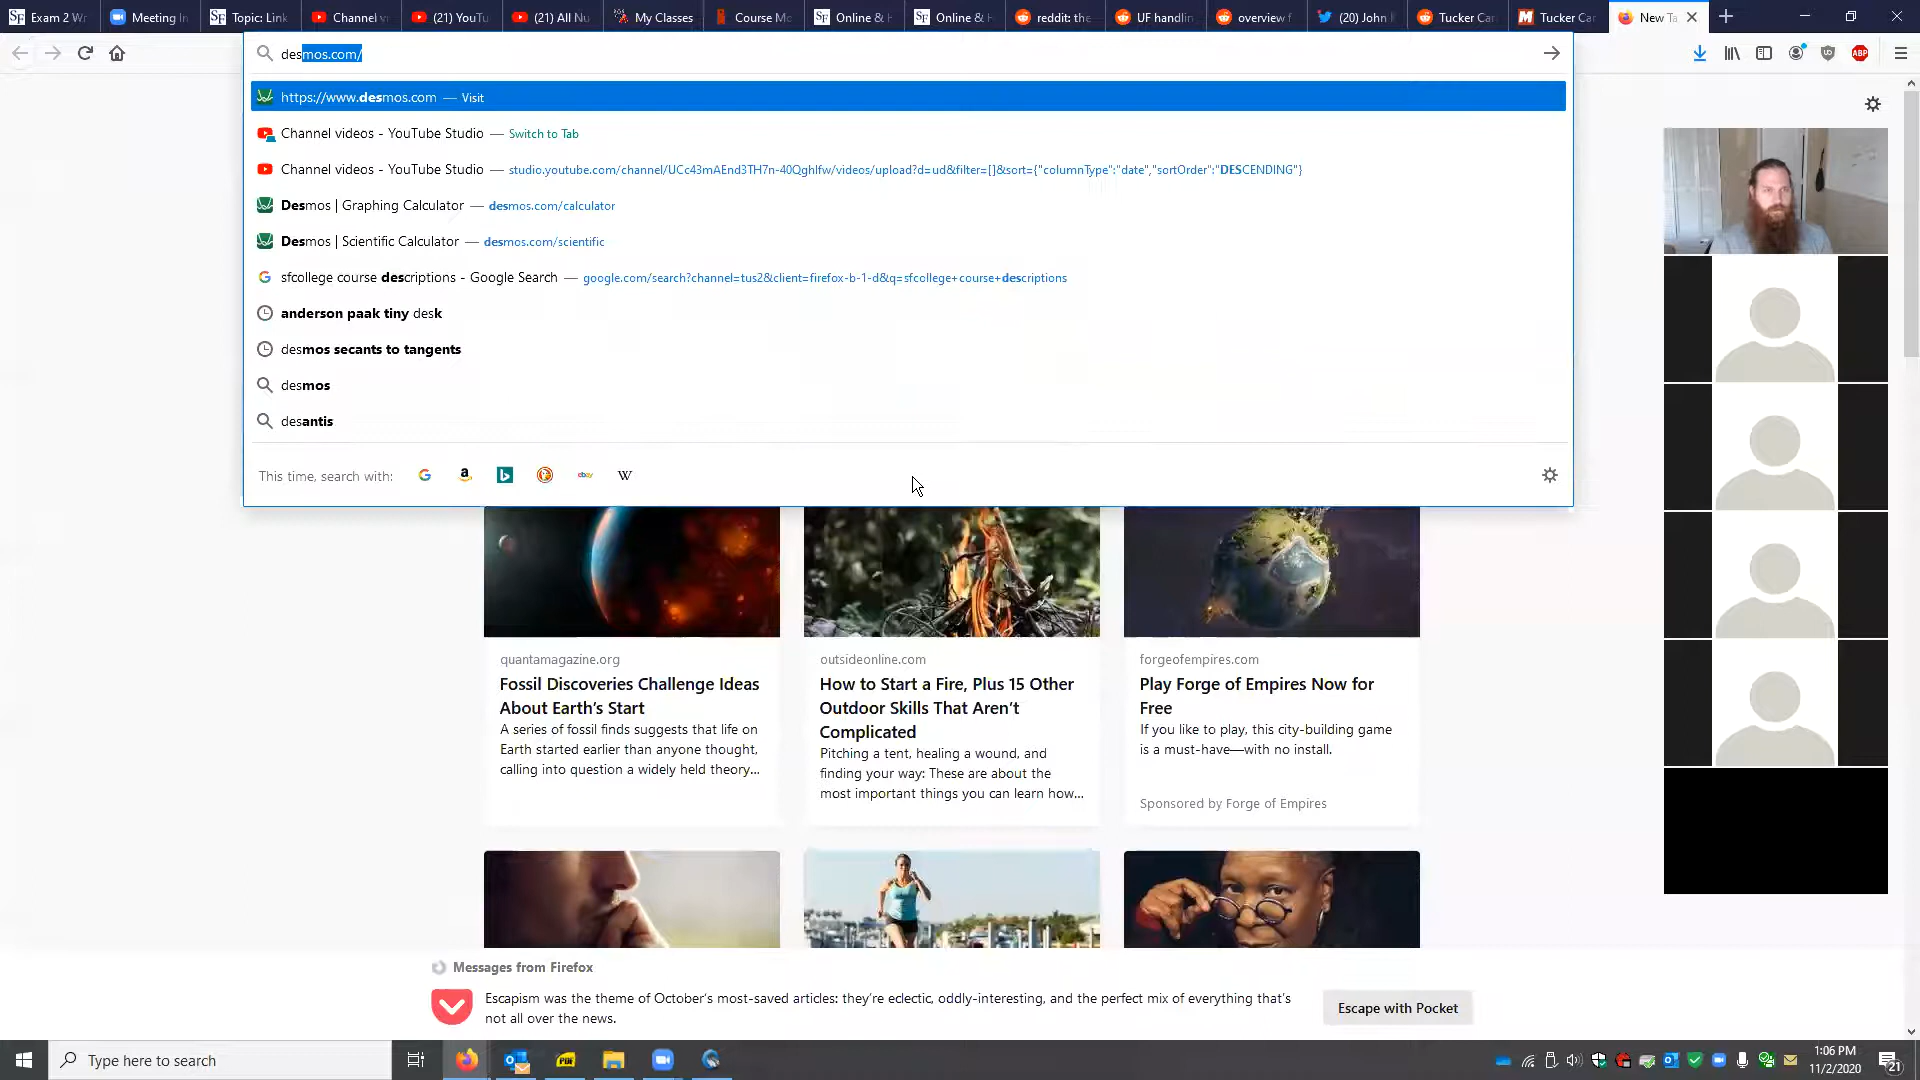 Exam 2 Wr
Meeting In
Topic: Link
Channel v
(21) YouTu
(21) All Nu
My Classes
Course Mo
Online & H
Online & H
reddit: the
UF handlin
overview f
(20) John
Tucker Car
Tucker Car
New Ta
desmos.com/
https://www.desmos.com — Visit
Channel videos - YouTube Studio — Switch to Tab
Channel videos - YouTube Studio — studio.youtube.com/channel/UCc43mAEnd3TH7n-40Qghlfw/videos/upload?d=ud&filter=[]&sort={"columnType":"date","sortOrder":"DESCENDING"}
Desmos | Graphing Calculator — desmos.com/calculator
Desmos | Scientific Calculator — desmos.com/scientific
sfcollege course descriptions - Google Search — google.com/search?channel=tus2&client=firefox-b-1-d&q=sfcollege+course+descriptions
anderson paak tiny desk
desmos secants to tangents
desmos
desantis
This time, search with:
quantamagazine.org
Fossil Discoveries Challenge Ideas
About Earth's Start
A series of fossil finds suggests that life on
Earth started earlier than anyone thought,
calling into question a widely held theory...
outsideonline.com
How to Start a Fire, Plus 15 Other
Outdoor Skills That Aren't
Complicated
Pitching a tent, healing a wound, and
finding your way: These are about the
most important things you can learn how...
forgeofempires.com
Play Forge of Empires Now for
Free
If you like to play, this city-building game
is a must-have—with no install.
Sponsored by Forge of Empires
Messages from Firefox
Escapism was the theme of October's most-saved articles: they're eclectic, oddly-interesting, and the perfect mix of everything that's
not all over the news.
Escape with Pocket
Type here to search
1:06 PM
11/2/2020
21